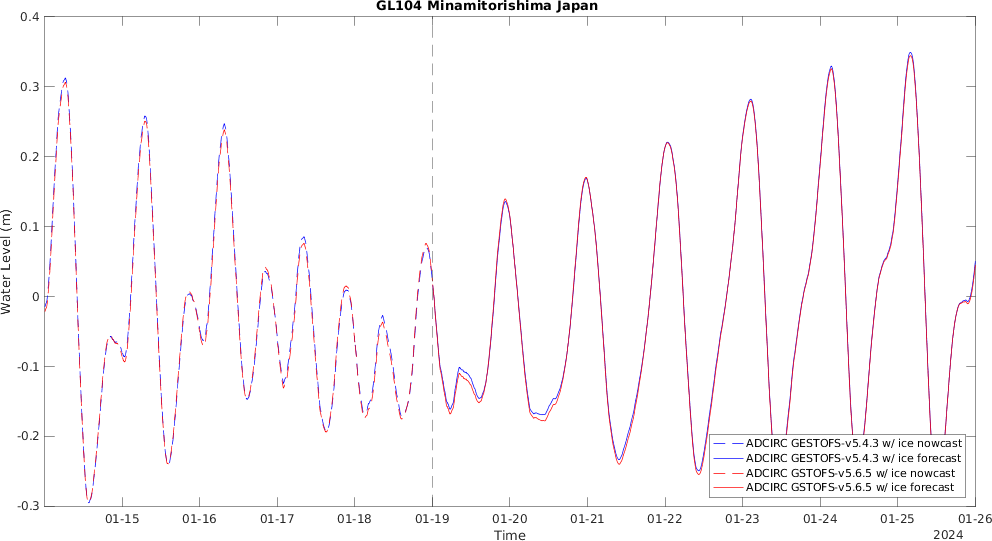 GL104 Minamitorishima Japan
0.4
0.3
0.2
0.1
0
-0.1
-0.2
-0.3
Water Level (m)
ADCIRC GESTOFS-v5.4.3 w/ ice nowcast
ADCIRC GESTOFS-v5.4.3 w/ ice forecast
ADCIRC GSTOFS-v5.6.5 w/ ice nowcast
ADCIRC GSTOFS-v5.6.5 w/ ice forecast
01-15 01-16 01-17 01-18 01-19 01-20 01-21 01-22 01-23 01-24 01-25 01-26
Time
2024